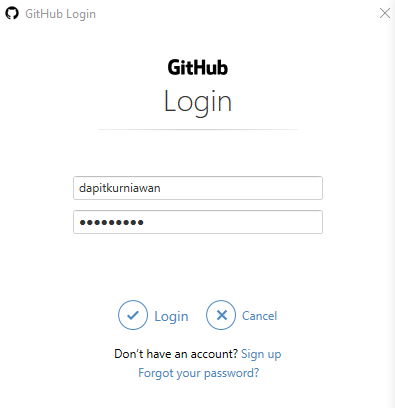 GitHub Login
GitHub
Login
dapitkurniawan
●●●●●●●●●
Login Cancel
Don't have an account? Sign up
Forgot your password?